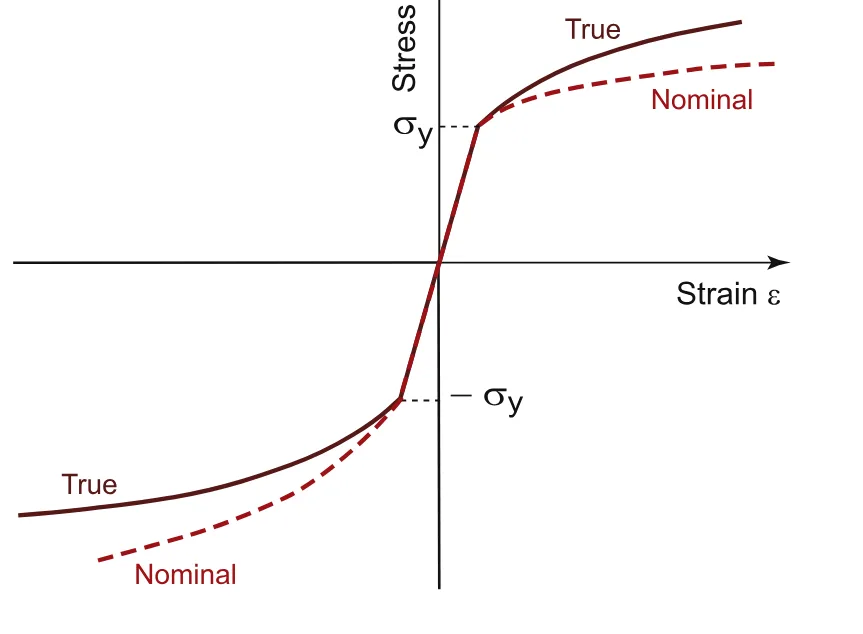 Stress
True
Nominal
σy
Strain ε
– σy
True
Nominal